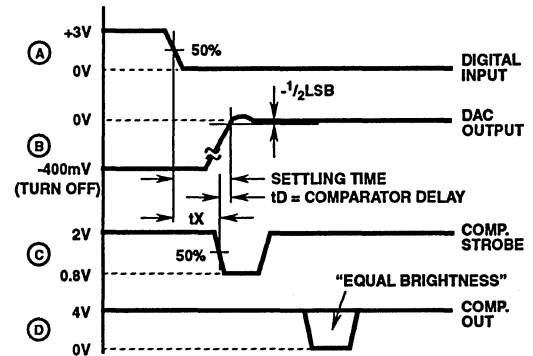 +3V
A
50%
0V
DIGITAL
INPUT
-1/2LSB
0V
DAC
OUTPUT
B
-400mV
(TURN OFF)
SETTLING TIME
tD = COMPARATOR DELAY
tX
2V
COMP.
STROBE
C
50%
0.8V
"EQUAL BRIGHTNESS"
4V
COMP.
OUT
D
0V